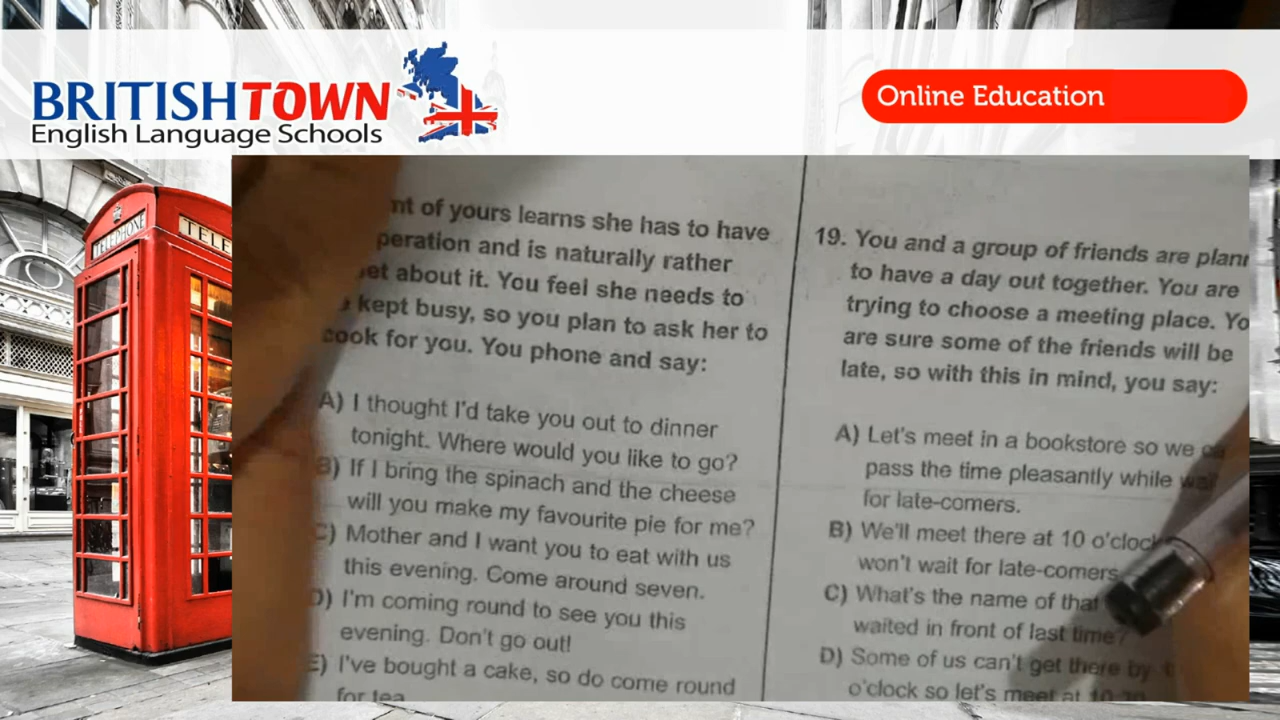 BRITISHTOWN
English Language Schools
Online Education
TELEPHONE
TELE
nt of yours learns she has to have
peration and is naturally rather
et about it. You feel she needs to
kept busy, so you plan to ask her to
cook for you. You phone and say:
A) I thought I'd take you out to dinner
tonight. Where would you like to go?
B) If I bring the spinach and the cheese
will you make my favourite pie for me?
C) Mother and I want you to eat with us
this evening. Come around seven.
D) I'm coming round to see you this
evening. Don't go out!
E) I've bought a cake, so do come round
for tea
19. You and a group of friends are plann
to have a day out together. You are
trying to choose a meeting place. Yo
are sure some of the friends will be
late, so with this in mind, you say:
A) Let's meet in a bookstore so we
pass the time pleasantly while wait
for late-comers.
B) We'll meet there at 10 o'cloc
won't wait for late-comers
C) What's the name of that
waited in front of last time?
D) Some of us can't get there by
o'clock so let's meet at 10.30